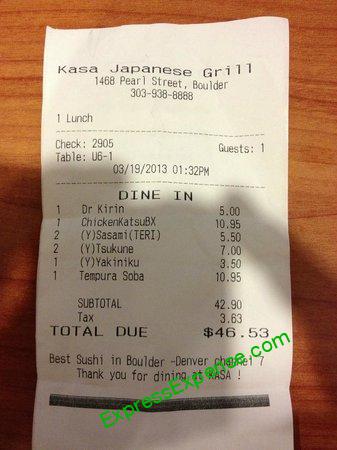 Kasa Japanese Grill
1468 Pearl Street, Boulder
303-938-8888
1 Lunch
Check: 2905 Guests: 1
Table: U6-1
03/19/2013 01:32PM
DINE IN
1 Dr Kirin 5.00
1 ChickenKatsuBX 10.95
2 (Y)Sasami(TERI) 5.50
2 (Y)Tsukune 7.00
1 (Y)Yakiniku 3.50
1 Tempura Soba 10.95
SUBTOTAL 42.90
Tax 3.63
TOTAL DUE $46.53
Best Sushi in Boulder -Denver channel 7
Thank you for dining at KASA !
ExpressExpense.com